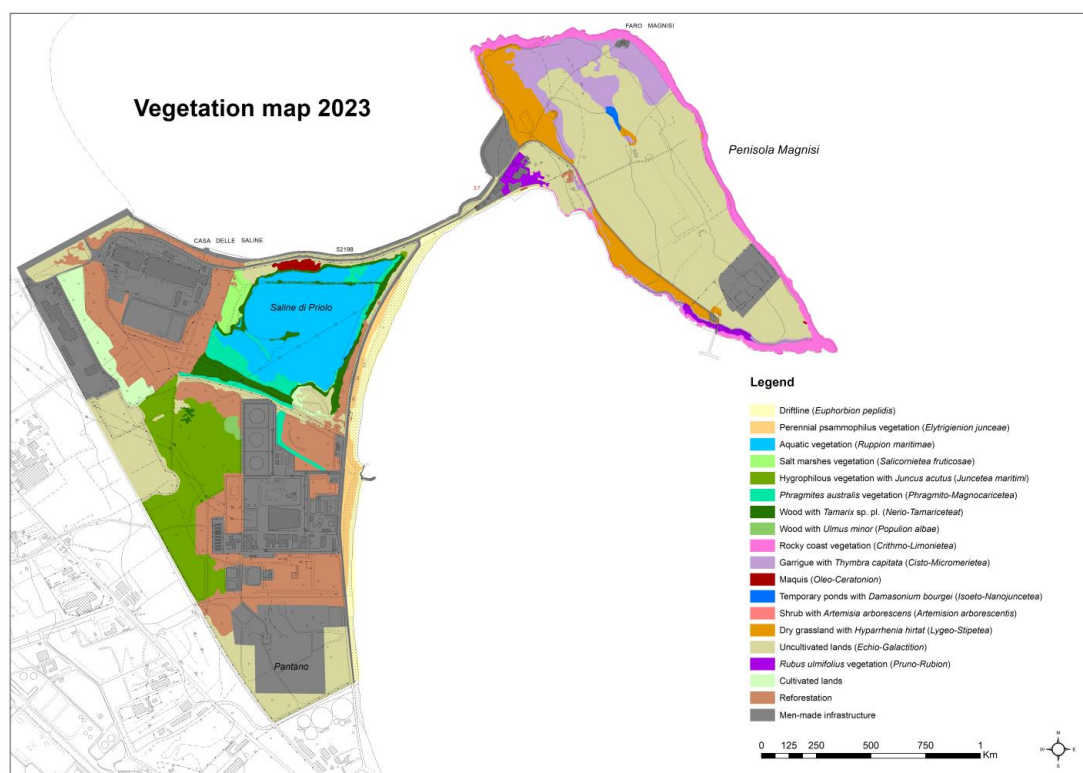 FARO MAGNISI
Vegetation map 2023
Penisola Magnisi
2.7
CASA DELLE SALINE
S2198
Saline di Priolo
Pantano
Legend
Driftline (Euphorbion peplidis)
Perennial psammophilus vegetation (Elytrigienion junceae)
Aquatic vegetation (Ruppion maritimae)
Salt marshes vegetation (Salicornietea fruticosae)
Hygrophilous vegetation with Juncus acutus (Juncetea maritimi)
Phragmites australis vegetation (Phragmito-Magnocaricetea)
Wood with Tamarix sp. pl. (Nerio-Tamariceteat)
Wood with Ulmus minor (Populion albae)
Rocky coast vegetation (Crithmo-Limonietea)
Garrigue with Thymbra capitata (Cisto-Micromerietea)
Maquis (Oleo-Ceratonion)
Temporary ponds with Damasonium bourgei (Isoeto-Nanojuncetea)
Shrub with Artemisia arborescens (Artemision arborescentis)
Dry grassland with Hyparrhenia hirtat (Lygeo-Stipetea)
Uncultivated lands (Echio-Galactition)
Rubus ulmifolius vegetation (Pruno-Rubion)
Cultivated lands
Reforestation
Men-made infrastructure
0 125 250 500 750 1
Km
N
W E
S